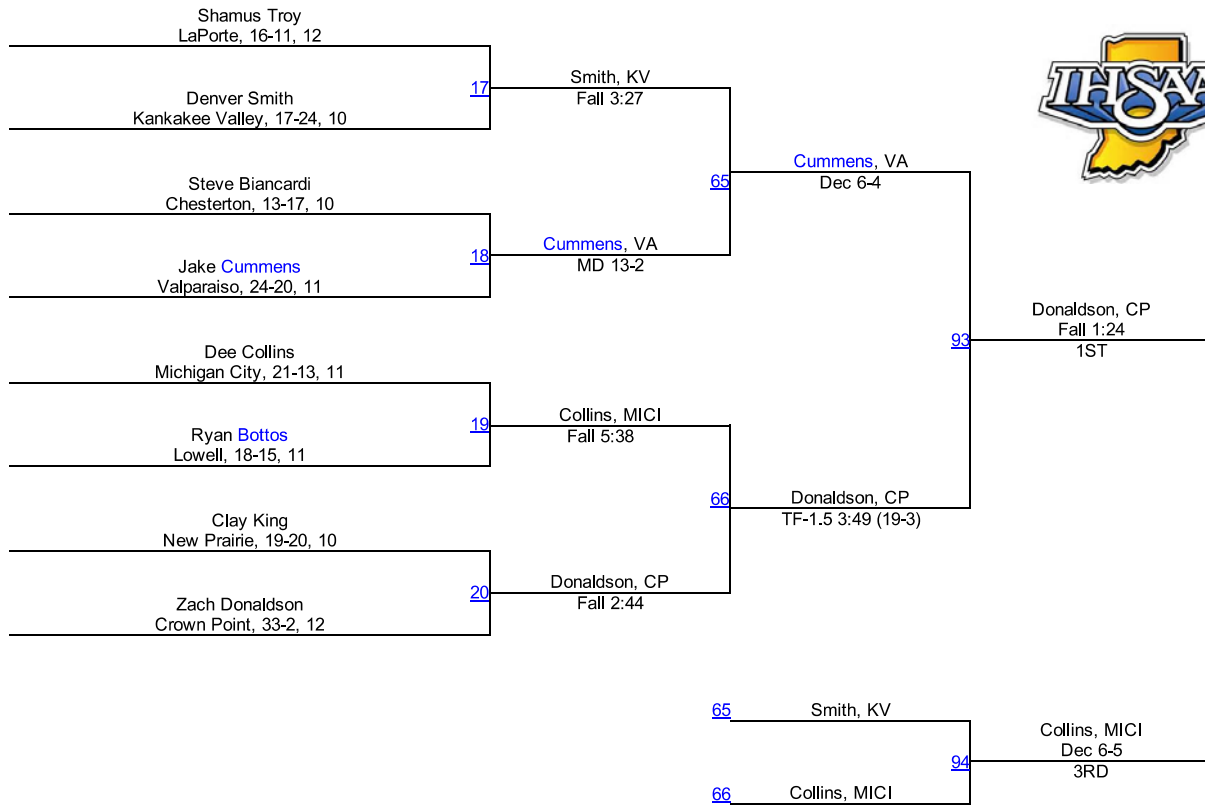 Shamus Troy
LaPorte, 16-11, 12
17
Smith, KV
Fall 3:27
Denver Smith
Kankakee Valley, 17-24, 10
IHSAA
65
Cummens, VA
Dec 6-4
Steve Biancardi
Chesterton, 13-17, 10
18
Cummens, VA
MD 13-2
Jake Cummens
Valparaiso, 24-20, 11
93
Donaldson, CP
Fall 1:24
1ST
Dee Collins
Michigan City, 21-13, 11
19
Collins, MICI
Fall 5:38
Ryan Bottos
Lowell, 18-15, 11
66
Donaldson, CP
TF-1.5 3:49 (19-3)
Clay King
New Prairie, 19-20, 10
20
Donaldson, CP
Fall 2:44
Zach Donaldson
Crown Point, 33-2, 12
65
Smith, KV
94
Collins, MICI
Dec 6-5
3RD
66
Collins, MICI